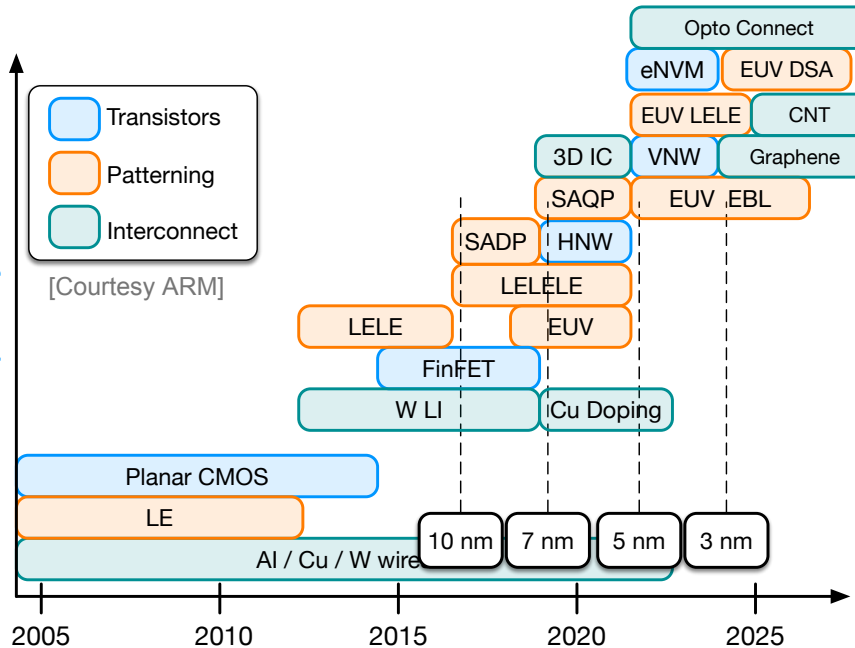 Opto Connect
eNVM
EUV DSA
Transistors
EUV LELE
CNT
Patterning
3D IC
VNW
Graphene
SAQP
EUV EBL
Interconnect
SADP
HNW
[Courtesy ARM]
LELELE
LELE
EUV
FinFET
W LI
Cu Doping
Planar CMOS
LE
10 nm
7 nm
5 nm
3 nm
Al / Cu / W wire
2005
2010
2015
2020
2025